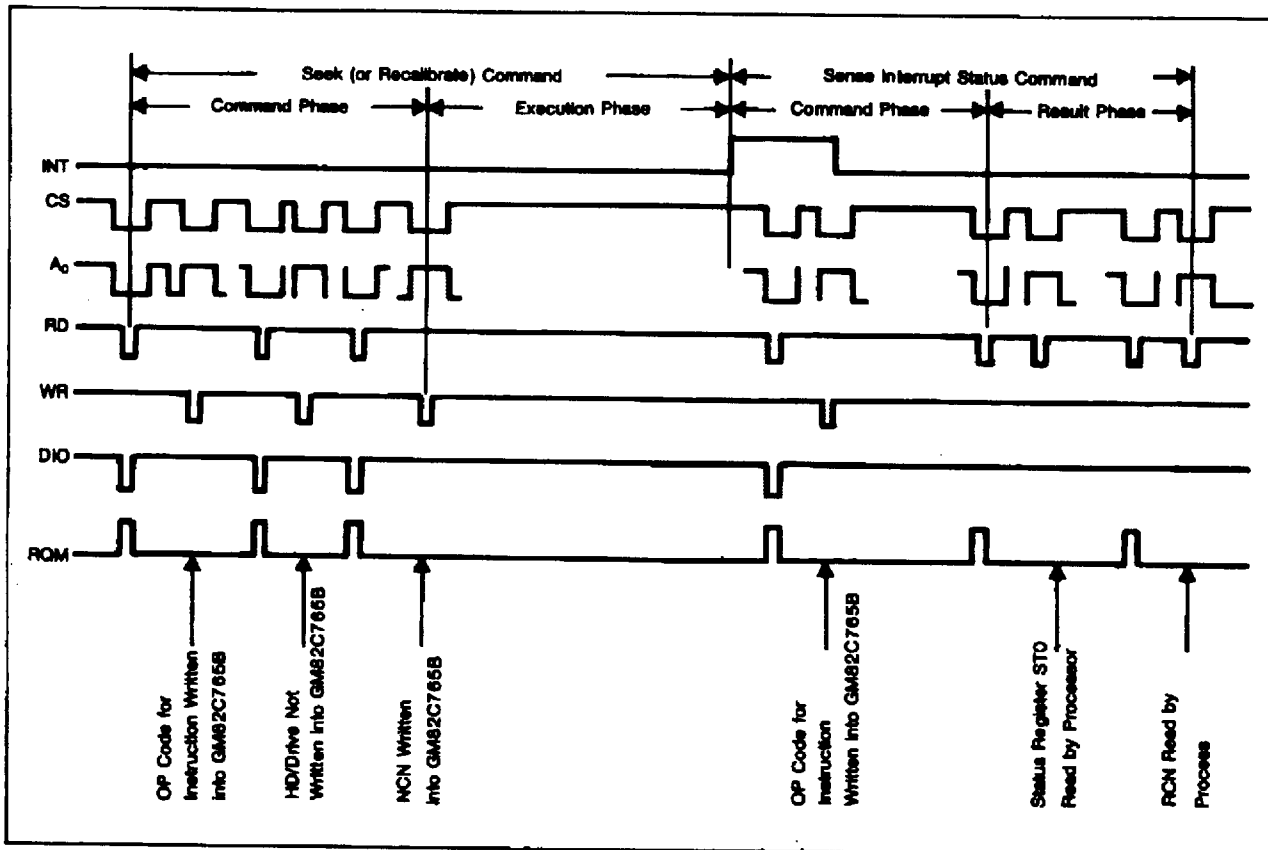 Seek (or Recalibrate) Command
Sense Interrupt Status Command
Command Phase
Execution Phase
Command Phase
Result Phase
INT
CS
A0
RD
WR
DIO
RQM
OP Code for
Instruction Written
into GM82C765B
HD/Drive Not
Written into GM82C765B
NCN Written
into GM82C765B
OP Code for
Instruction
Written into GM82C765B
Status Register STO
Read by Processor
RCN Read by
Process